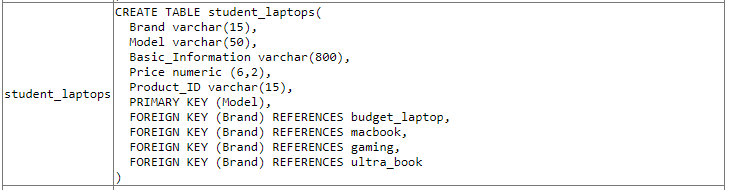 CREATE TABLE student_laptops(
Brand varchar(15),
Model varchar(50),
Basic_Information varchar(800),
Price numeric (6,2),
Product_ID varchar(15),
student_laptops
PRIMARY KEY (Model),
FOREIGN KEY (Brand) REFERENCES budget_laptop,
FOREIGN KEY (Brand) REFERENCES macbook,
FOREIGN KEY (Brand) REFERENCES gaming,
FOREIGN KEY (Brand) REFERENCES ultra_book
)